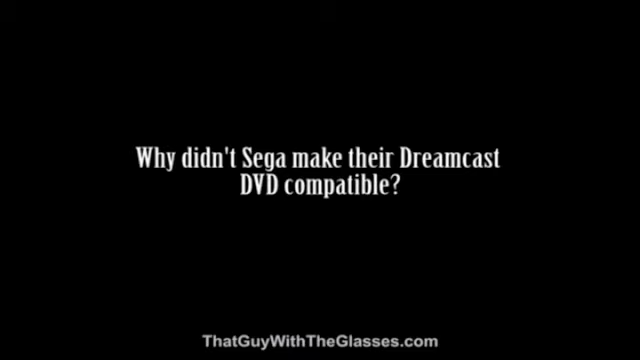 Why didn't Sega make their Dreamcast
DVD compatible?
ThatGuyWithTheGlasses.com